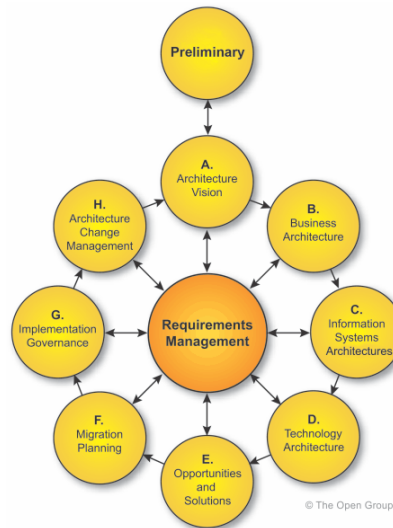 Preliminary
A.
Architecture
Vision
B.
Business
Architecture
C.
Information
Systems
Architectures
D.
Technology
Architecture
E.
Opportunities
and
Solutions
F.
Migration
Planning
G.
Implementation
Governance
H.
Architecture
Change
Management
Requirements
Management
© The Open Group